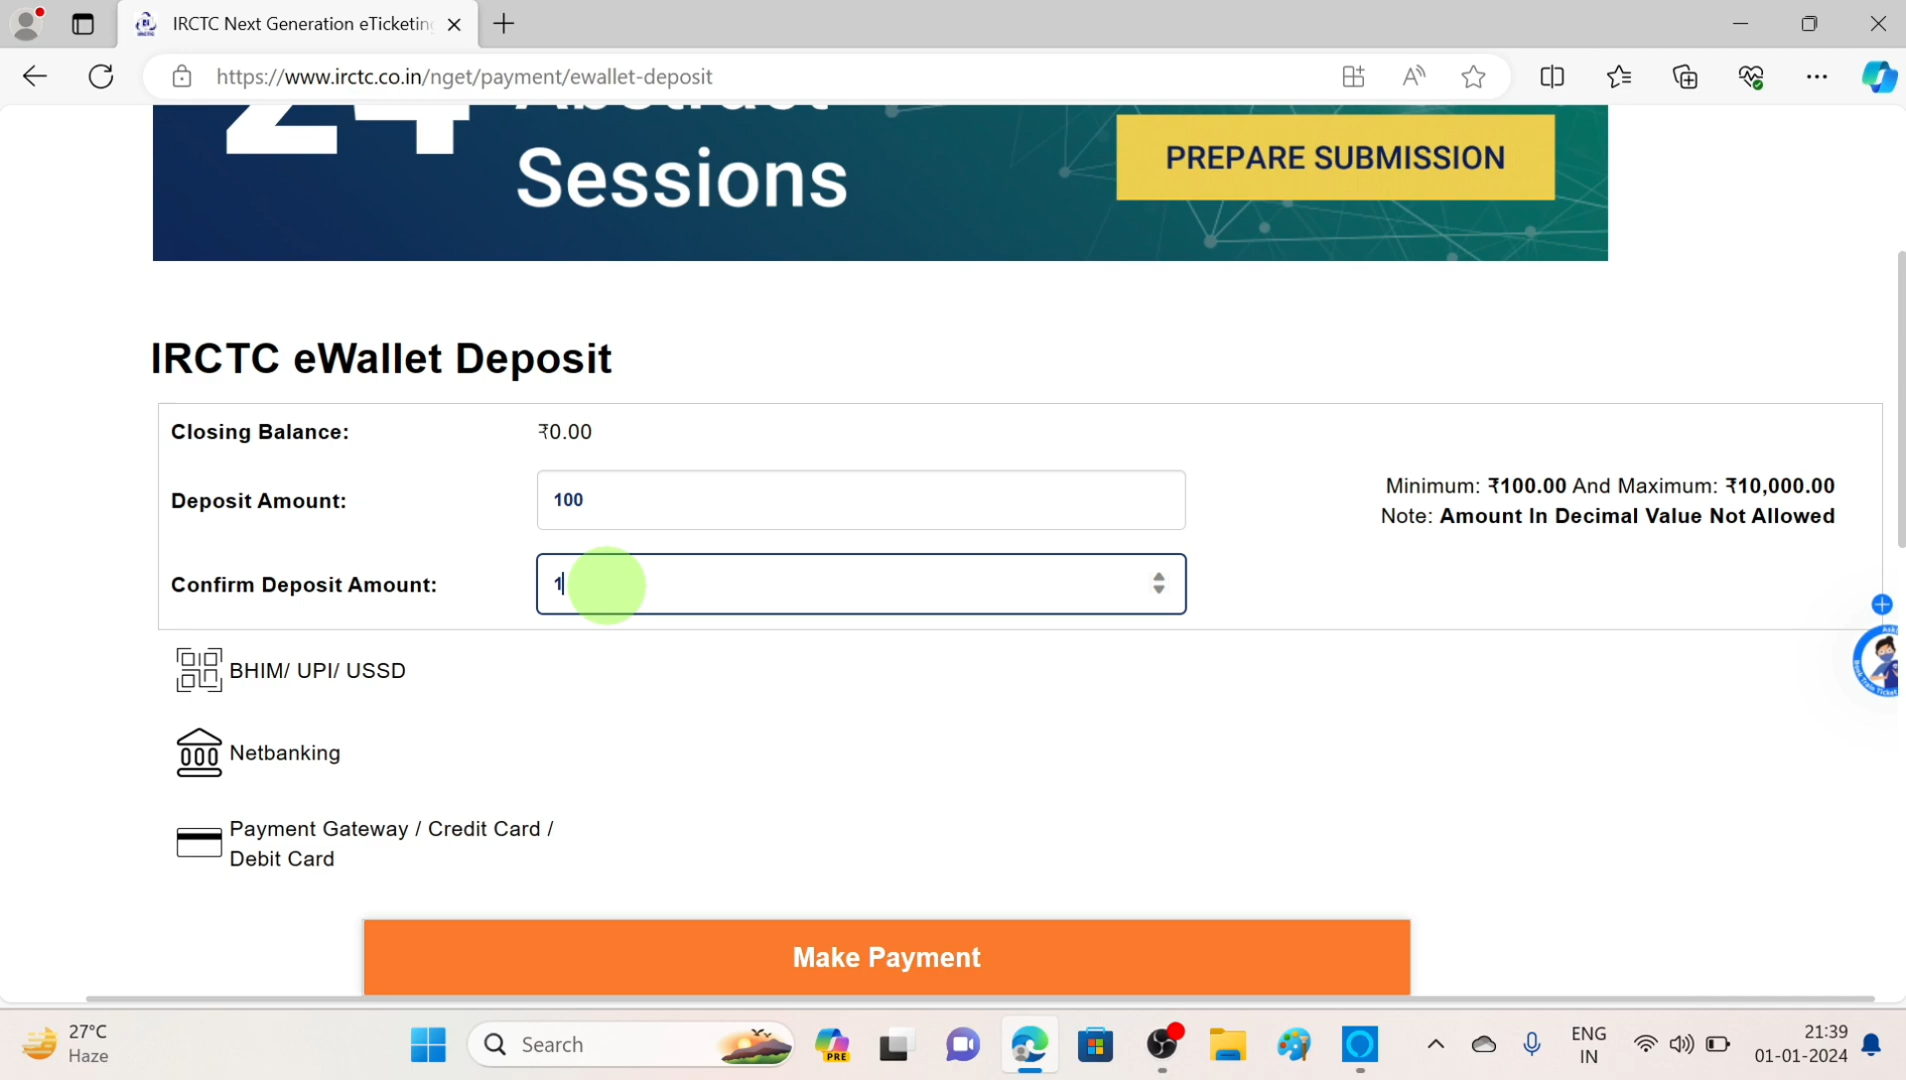 IRCTC Next Generation eTicketing
https://www.irctc.co.in/nget/payment/ewallet-deposit
24
Abstract
Sessions
PREPARE SUBMISSION
IRCTC eWallet Deposit
Closing Balance: ₹0.00
Deposit Amount: 100
Minimum: ₹100.00 And Maximum: ₹10,000.00
Note: Amount In Decimal Value Not Allowed
Confirm Deposit Amount: 1
BHIM/ UPI/ USSD
Netbanking
Payment Gateway / Credit Card /
Debit Card
Make Payment
27°C
Haze
Search
PRE
ENG
IN
21:39
01-01-2024